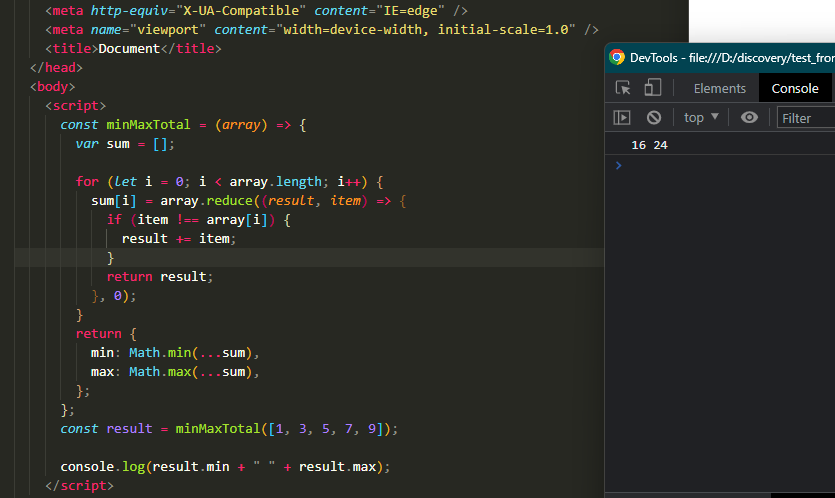 <meta http-equiv="X-UA-Compatible" content="IE=edge" />
<meta name="viewport" content="width=device-width, initial-scale=1.0" />
<title>Document</title>
</head>
<body>
<script>
const minMaxTotal = (array) => {
var sum = [];
for (let i = 0; i < array.length; i++) {
sum[i] = array.reduce((result, item) => {
if (item !== array[i]) {
result += item;
}
return result;
}, 0);
}
return {
min: Math.min(...sum),
max: Math.max(...sum),
};
};
const result = minMaxTotal([1, 3, 5, 7, 9]);
console.log(result.min + " " + result.max);
</script>
DevTools - file:///D:/discovery/test_fron
Elements Console
top Filter
16 24